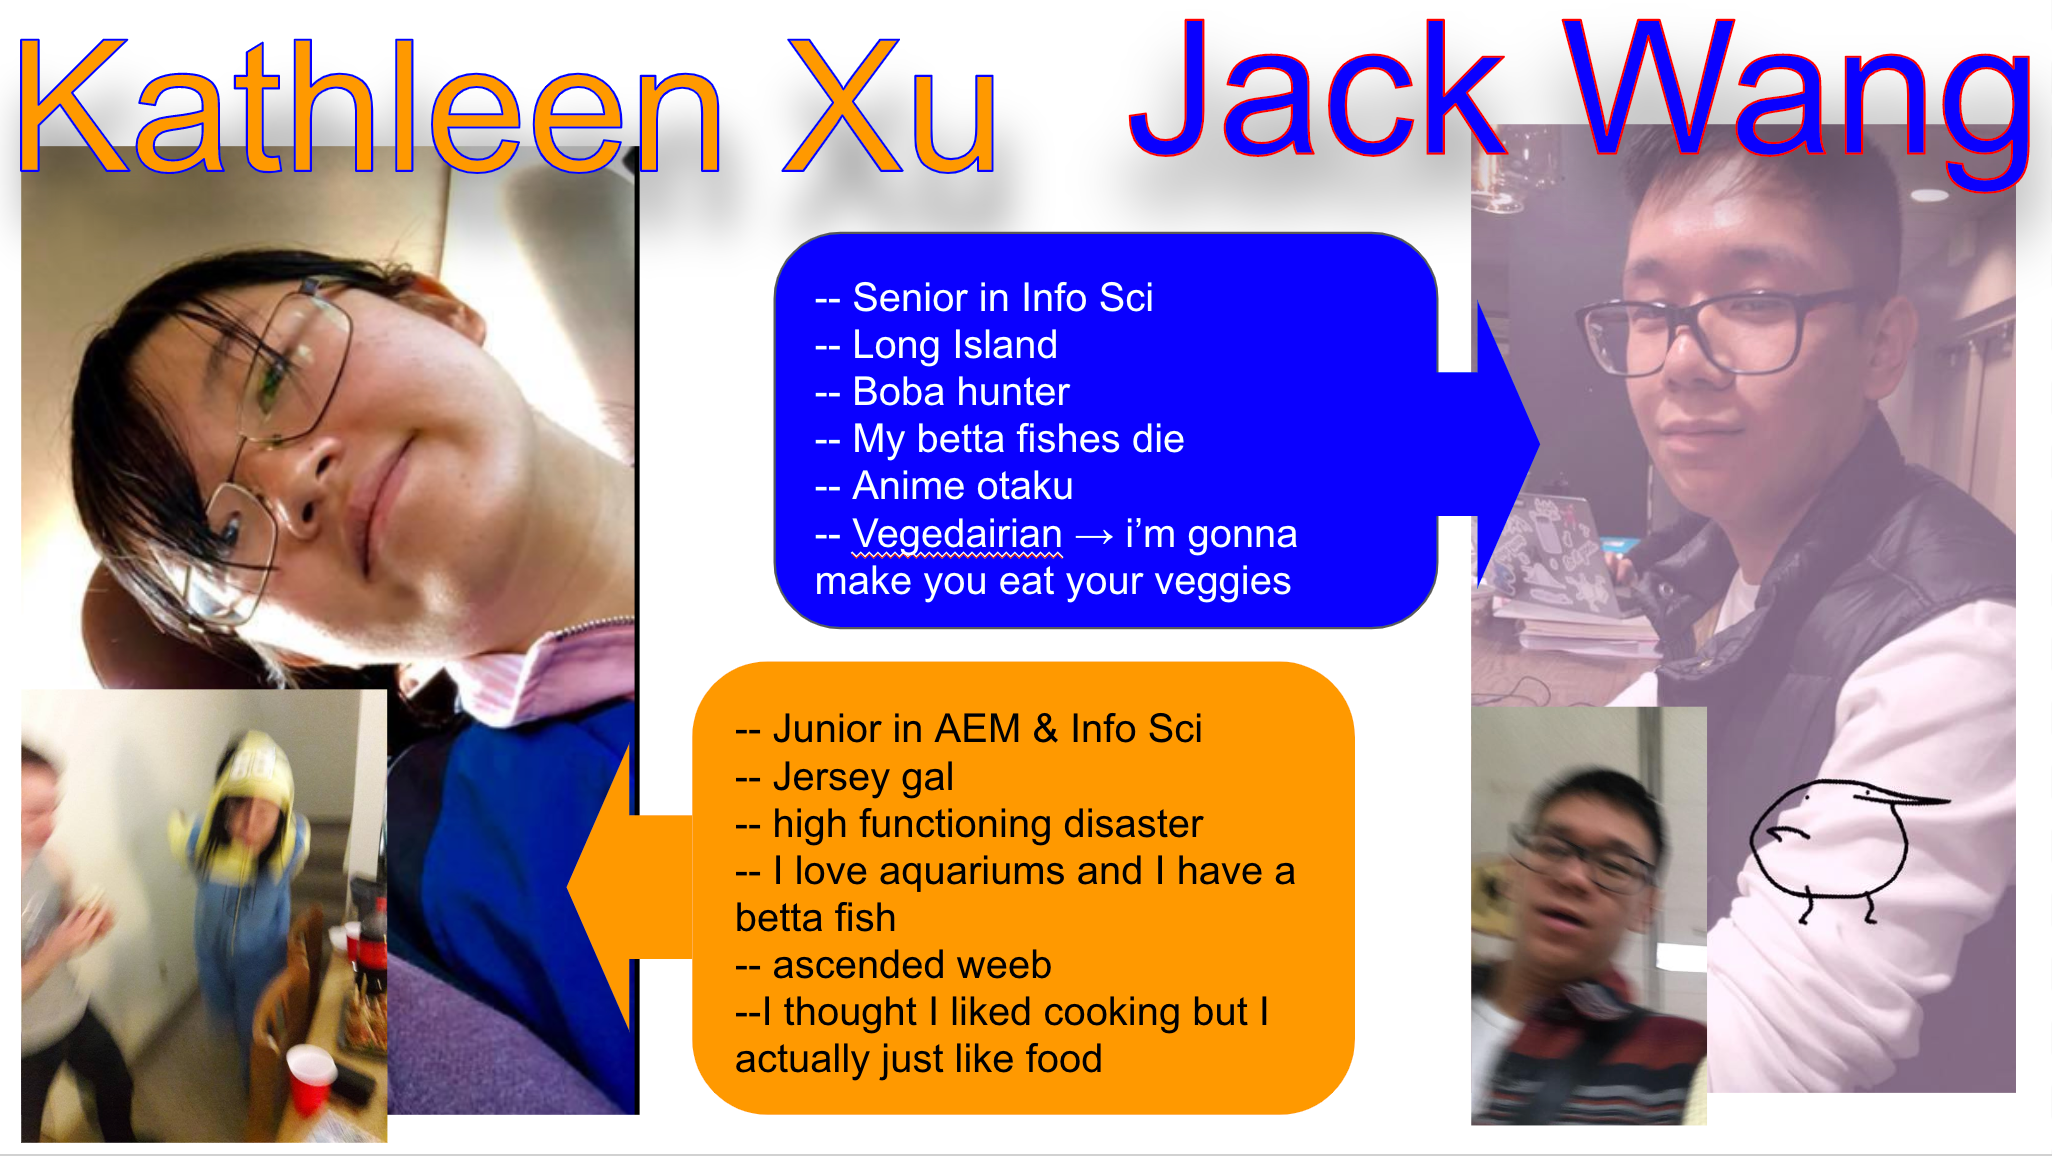 Kathleen Xu
Jack Wang
-- Senior in Info Sci
-- Long Island
-- Boba hunter
-- My betta fishes die
-- Anime otaku
-- Vegedairian → i’m gonna
make you eat your veggies
-- Junior in AEM & Info Sci
-- Jersey gal
-- high functioning disaster
-- I love aquariums and I have a
betta fish
-- ascended weeb
--I thought I liked cooking but I
actually just like food